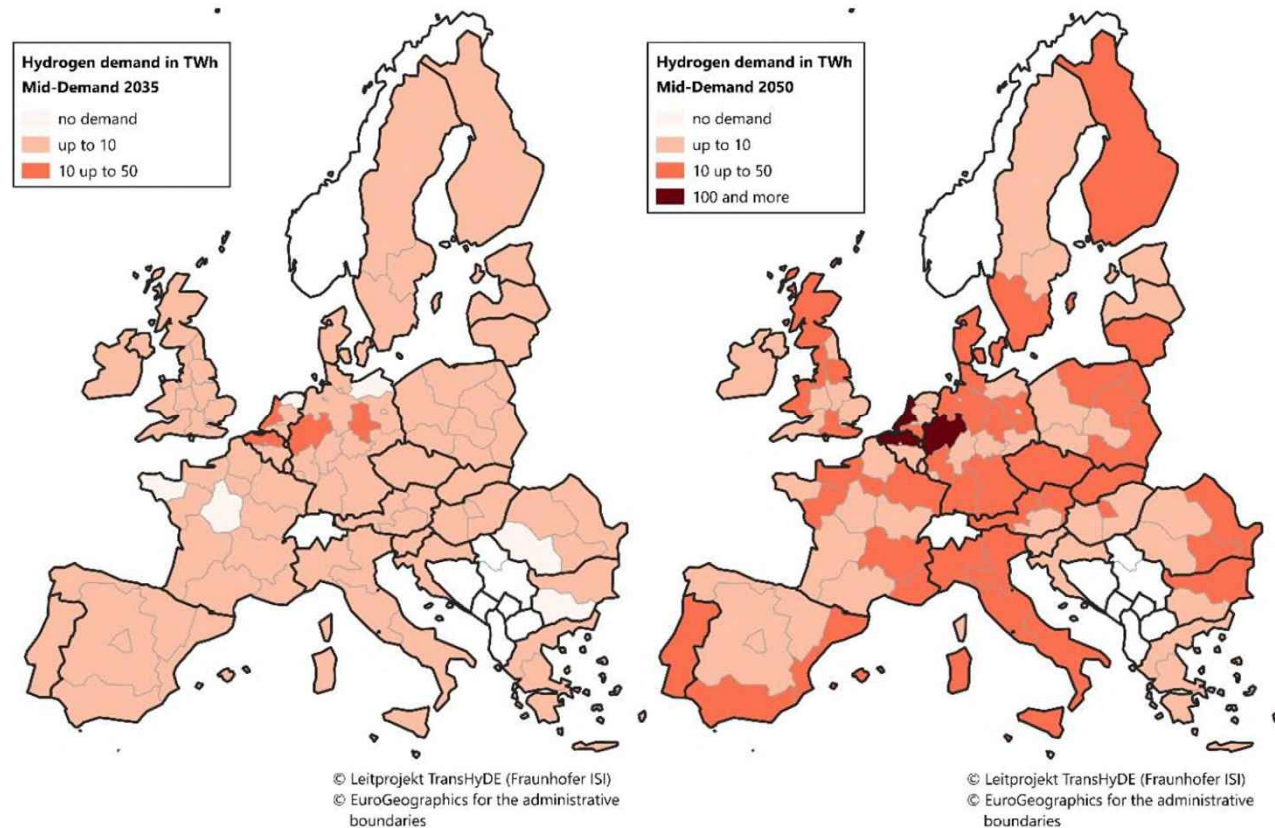 Hydrogen demand in TWh
Mid-Demand 2035
no demand
up to 10
10 up to 50
© Leitprojekt TransHyDE (Fraunhofer ISI)
© EuroGeographics for the administrative
boundaries
Hydrogen demand in TWh
Mid-Demand 2050
no demand
up to 10
10 up to 50
100 and more
© Leitprojekt TransHyDE (Fraunhofer ISI)
© EuroGeographics for the administrative
boundaries